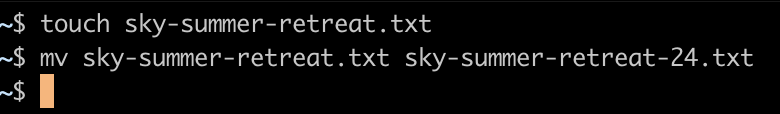 ~$ touch sky-summer-retreat.txt
~$ mv sky-summer-retreat.txt sky-summer-retreat-24.txt
~$